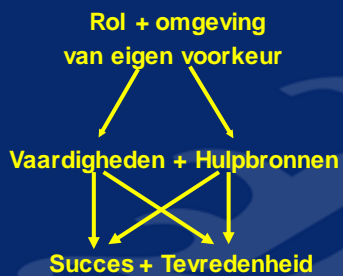 Rol + omgeving
van eigen voorkeur
Vaardigheden + Hulpbronnen
Succes + Tevredenheid